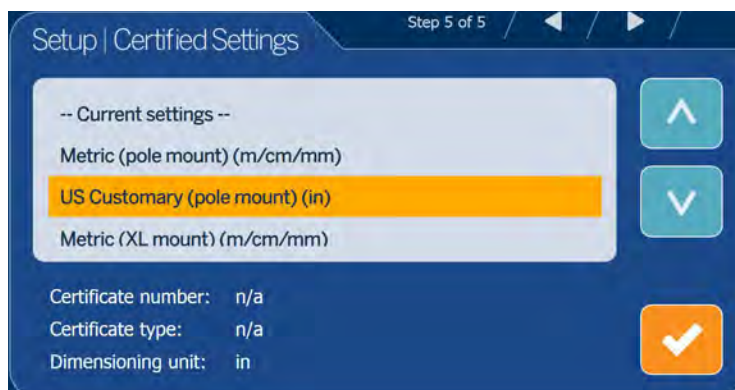 Setup | Certified Settings
Step 5 of 5
-- Current settings --
Metric (pole mount) (m/cm/mm)
US Customary (pole mount) (in)
Metric (XL mount) (m/cm/mm)
Certificate number: n/a
Certificate type: n/a
Dimensioning unit: in